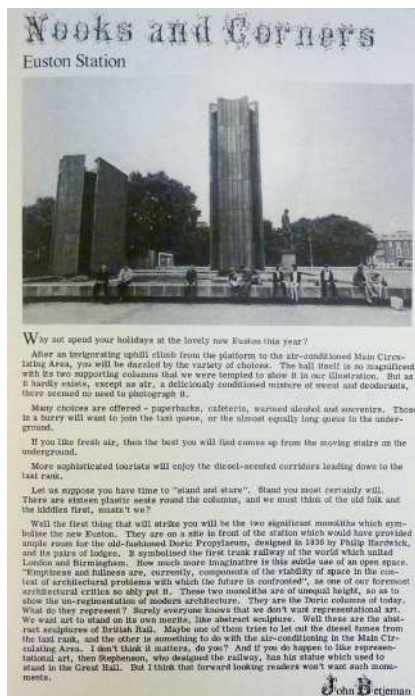 Nooks and Corners
Euston Station
Why not spend your holidays at the lovely new Euston this year?
After an invigorating uphill climb from the platform to the air-conditioned Main Circu-
lating Area, you will be dazzled by the variety of choices. The hall itself is so magnificent
with its two supporting columns that we were tempted to show it in our illustration. But as
it hardly exists, except as air, a deliciously conditioned mixture of sweat and deodorants,
there seemed no need to photograph it.
Many choices are offered - paperbacks, cafeteria, warmed alcohol and souvenirs. Those
in a hurry will want to join the taxi queue, or the almost equally long queue to the under-
ground.
If you like fresh air, then the best you will find comes up from the moving stairs on the
underground.
More sophisticated tourists will enjoy the diesel-scented corridors leading down to the
taxi rank.
Let us suppose you have time to "stand and stare". Stand you most certainly will.
There are sixteen plastic seats round the columns, and we must think of the old folk and
the kiddies first, mustn't we?
Well the first thing that will strike you will be the two significant monoliths which sym-
bolise the new Euston. They are on a site in front of the station which would have provided
ample room for the old-fashioned Doric Propylaeum, designed in 1838 by Philip Hardwick,
and its pairs of lodges. It symbolised the first trunk railway of the world which united
London and Birmingham. How much more imaginative is this subtle use of an open space.
"Emptiness and fullness are, currently, components of the viability of space in the con-
text of architectural problems with which the future is confronted", as one of our foremost
architectural critics so ably put it. These two monoliths are of unequal height, so as to
show the un-regimentation of modern architecture. They are the Doric columns of today.
What do they represent? Surely everyone knows that we don't want representational art.
We want art to stand on its own merits, like abstract sculpture. Well these are the abst-
ract sculptures of British Rail. Maybe one of them tries to let out the diesel fumes from
the taxi rank, and the other is something to do with the air-conditioning in the Main Cir-
culating Area. I don't think it matters, do you? And if you do happen to like represen-
tational art, then Stephenson, who designed the railway, has his statue which used to
stand in the Great Hall. But I think that forward looking readers won't want such monu-
ments.
John Betjeman